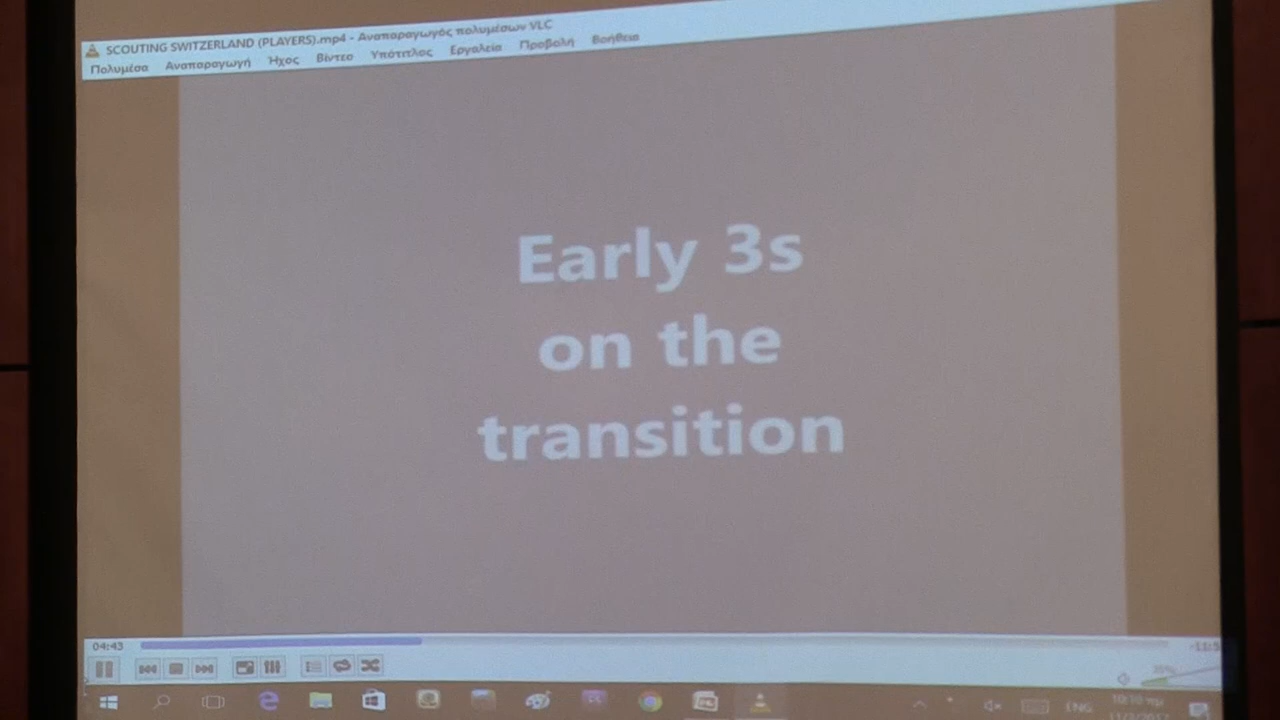 SCOUTING SWITZERLAND (PLAYERS).mp4 - Αναπαραγωγός πολυμέσων VLC
Πολυμέσα Αναπαραγωγή Ήχος Βίντεο Υπότιτλος Εργαλεία Προβολή Βοήθεια
Early 3s
on the
transition
04:43
ENG